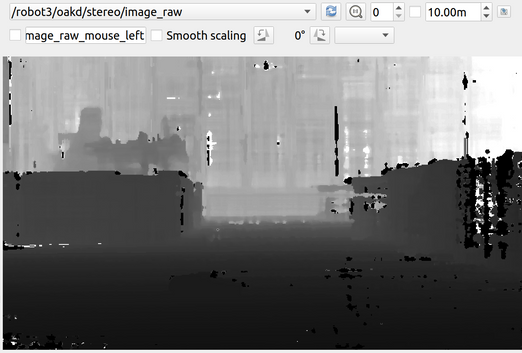 /robot3/oakd/stereo/image_raw 0 10.00m
mage_raw_mouse_left Smooth scaling 0°